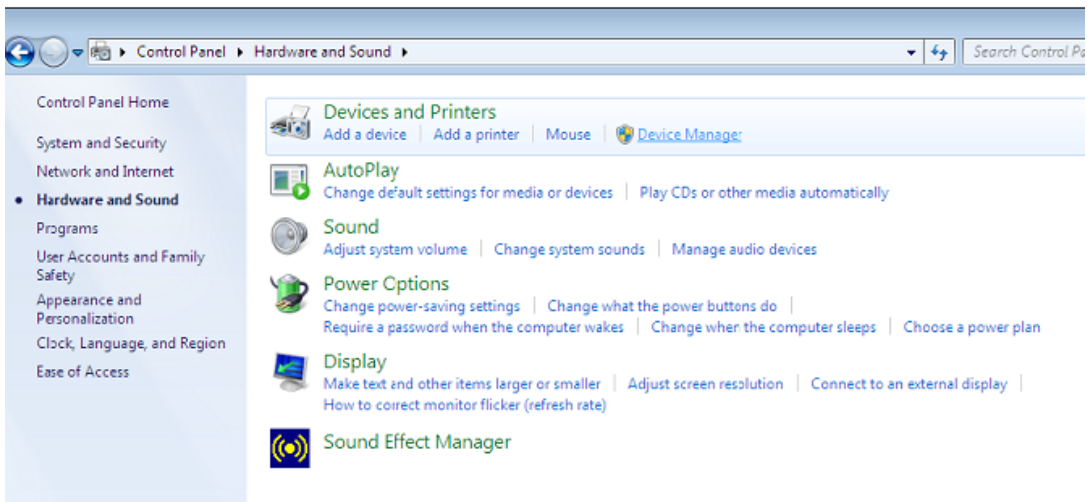 Control Panel Hardware and Sound Search Control Pa
Control Panel Home
System and Security
Network and Internet
Hardware and Sound
Programs
User Accounts and Family
Safety
Appearance and
Personalization
Clock, Language, and Region
Ease of Access
Devices and Printers
Add a device Add a printer Mouse Device Manager
AutoPlay
Change default settings for media or devices Play CDs or other media automatically
Sound
Adjust system volume Change system sounds Manage audio devices
Power Options
Change power-saving settings Change what the power buttons do
Require a password when the computer wakes Change when the computer sleeps Choose a power plan
Display
Make text and other items larger or smaller Adjust screen resolution Connect to an external display
How to correct monitor flicker (refresh rate)
Sound Effect Manager